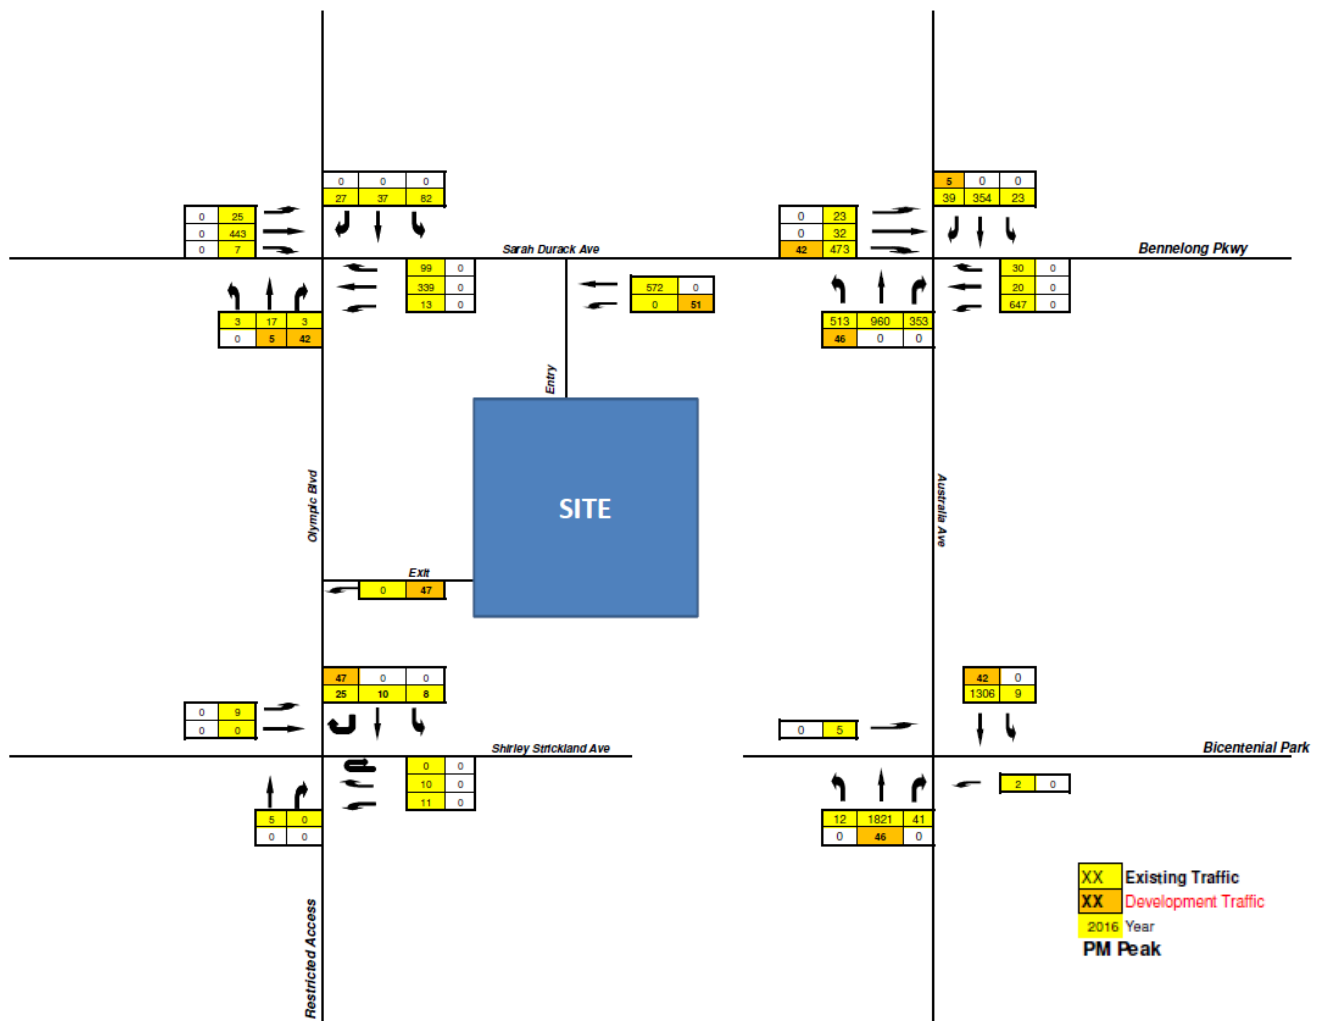 0 0 0
27 37 82
0 25
0 443
0 7
5 0 0
39 354 23
0 23
0 32
42 473
Sarah Durack Ave
Bennelong Pkwy
99 0
339 0
13 0
572 0
0 51
30 0
20 0
647 0
3 17 3
0 5 42
513 960 353
46 0 0
Entry
Olympic Blvd
SITE
Australia Ave
Exit
0 47
47 0 0
25 10 8
0 9
0 0
42 0
1306 9
0 5
Shirley Strickland Ave
Bicentenial Park
0 0
10 0
11 0
2 0
5 0
0 0
12 1821 41
0 46 0
Restricted Access
XX Existing Traffic
XX Development Traffic
2016 Year
PM Peak